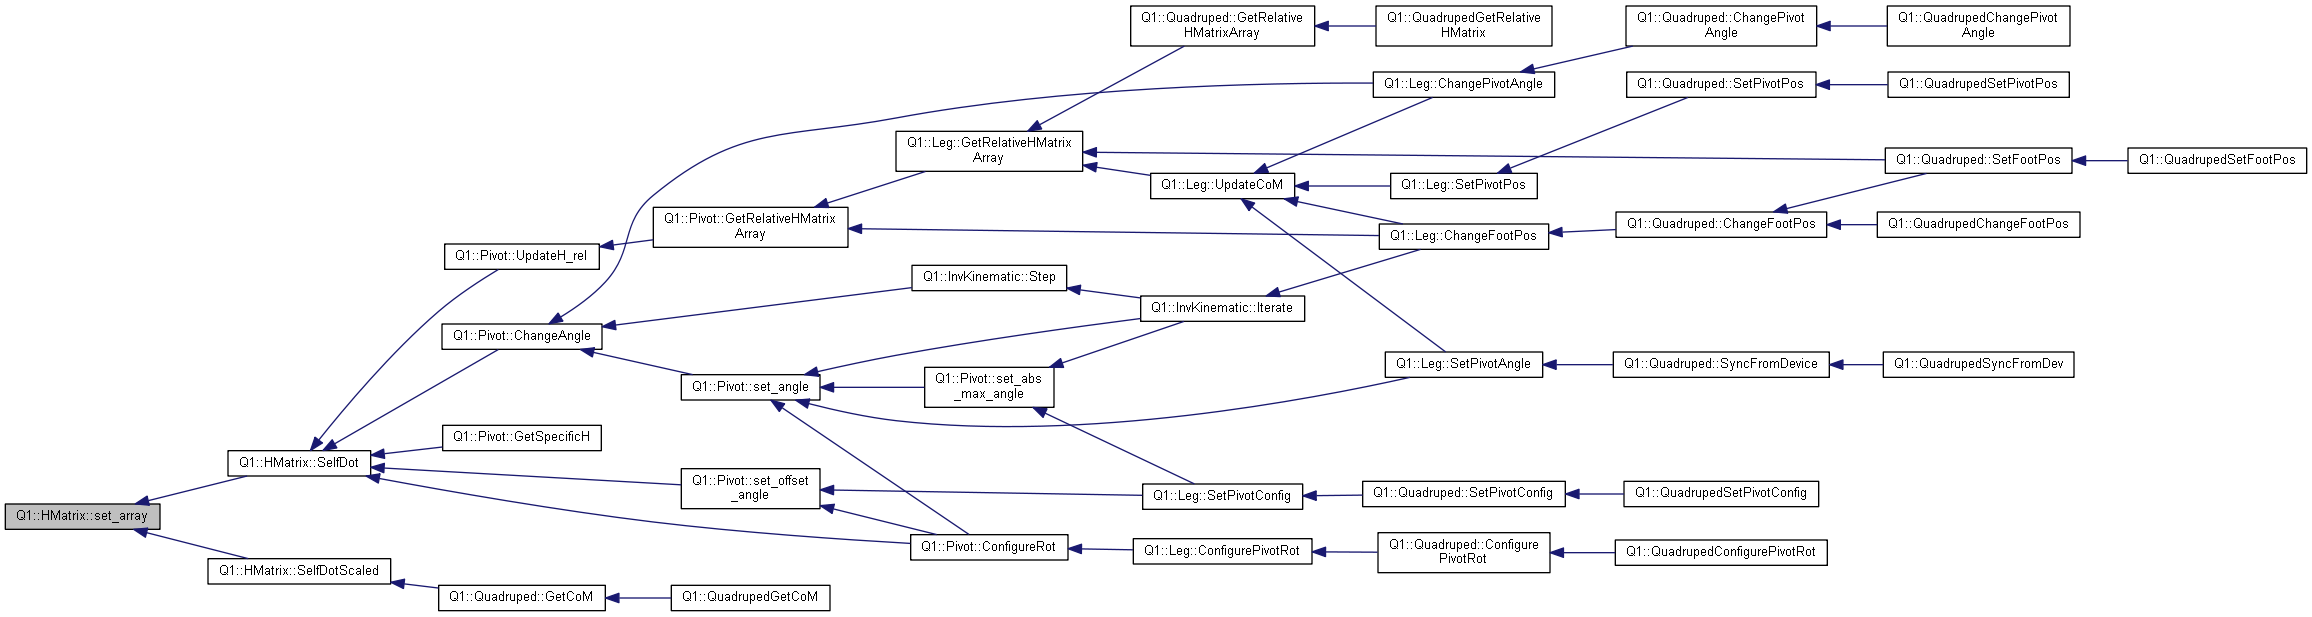 Q1::HMatrix::set_array
Q1::HMatrix::SelfDot
Q1::HMatrix::SelfDotScaled
Q1::Pivot::UpdateH_rel
Q1::Pivot::ChangeAngle
Q1::Pivot::GetSpecificH
Q1::Quadruped::GetCoM
Q1::Pivot::GetRelativeHMatrix
Array
Q1::Pivot::set_angle
Q1::Pivot::set_offset
_angle
Q1::QuadrupedGetCoM
Q1::Leg::GetRelativeHMatrix
Array
Q1::InvKinematic::Step
Q1::Pivot::set_abs
_max_angle
Q1::Pivot::ConfigureRot
Q1::Quadruped::GetRelative
HMatrixArray
Q1::Leg::UpdateCoM
Q1::InvKinematic::Iterate
Q1::Leg::SetPivotConfig
Q1::Leg::ConfigurePivotRot
Q1::QuadrupedGetRelative
HMatrix
Q1::Leg::ChangePivotAngle
Q1::Leg::SetPivotPos
Q1::Leg::ChangeFootPos
Q1::Leg::SetPivotAngle
Q1::Quadruped::SetPivotConfig
Q1::Quadruped::Configure
PivotRot
Q1::Quadruped::ChangePivot
Angle
Q1::Quadruped::SetPivotPos
Q1::Quadruped::ChangeFootPos
Q1::Quadruped::SyncFromDevice
Q1::QuadrupedSetPivotConfig
Q1::QuadrupedConfigurePivotRot
Q1::QuadrupedChangePivot
Angle
Q1::QuadrupedSetPivotPos
Q1::Quadruped::SetFootPos
Q1::QuadrupedChangeFootPos
Q1::QuadrupedSyncFromDev
Q1::QuadrupedSetFootPos